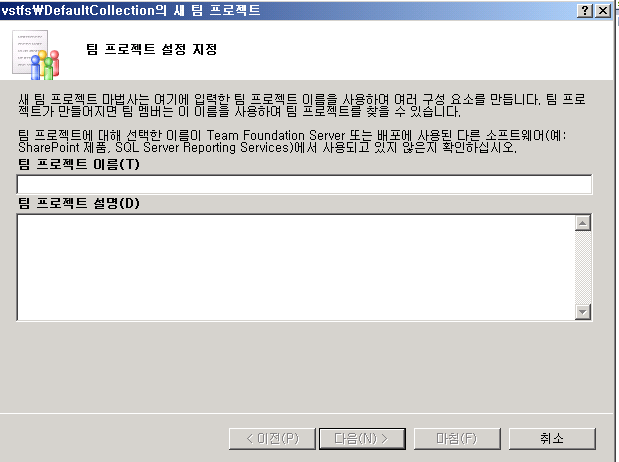 vstfs₩DefaultCollection의 새 팀 프로젝트
팀 프로젝트 설정 지정
새 팀 프로젝트 마법사는 여기에 입력한 팀 프로젝트 이름을 사용하여 여러 구성 요소를 만듭니다. 팀 프로
젝트가 만들어지면 팀 멤버는 이 이름을 사용하여 팀 프로젝트를 찾을 수 있습니다.
팀 프로젝트에 대해 선택한 이름이 Team Foundation Server 또는 배포에 사용된 다른 소프트웨어(예:
SharePoint 제품, SQL Server Reporting Services)에서 사용되고 있지 않은지 확인하십시오.
팀 프로젝트 이름(T)
팀 프로젝트 설명(D)
< 이전(P) 다음(N) > 마침(F) 취소